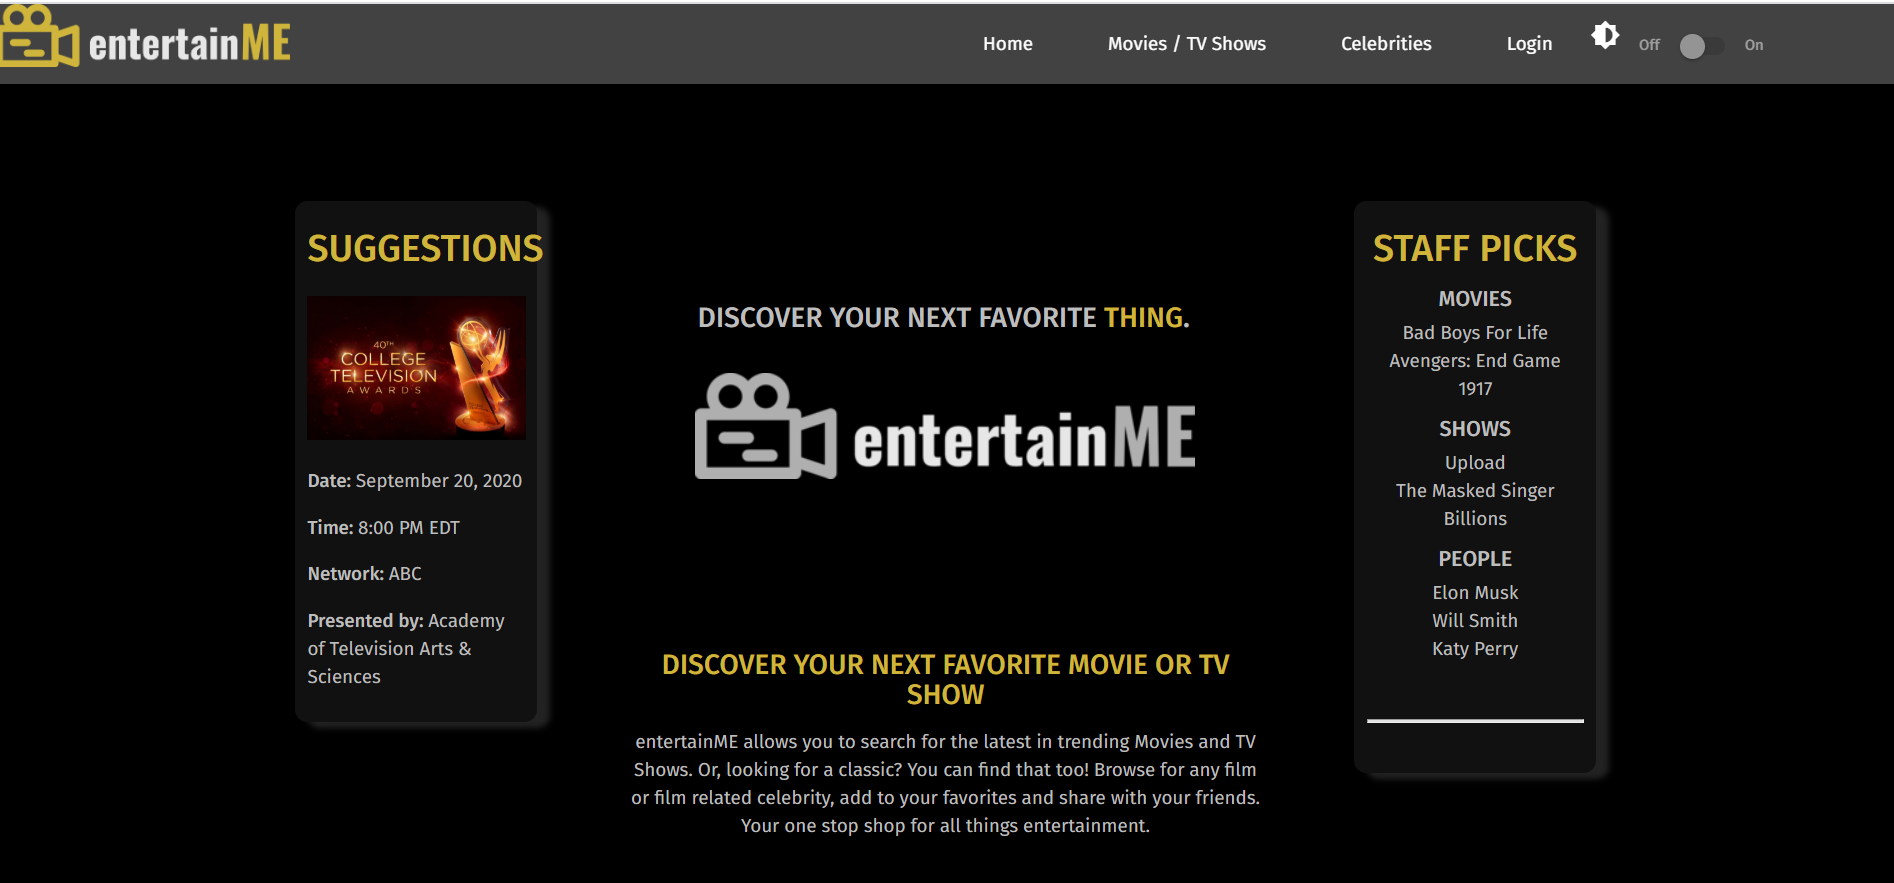 entertainME
Home
Movies / TV Shows
Celebrities
Login
Off
On
SUGGESTIONS
40TH
COLLEGE
TELEVISION
AWARDS
Date: September 20, 2020
Time: 8:00 PM EDT
Network: ABC
Presented by: Academy
of Television Arts &
Sciences
DISCOVER YOUR NEXT FAVORITE THING.
entertainME
DISCOVER YOUR NEXT FAVORITE MOVIE OR TV
SHOW
entertainME allows you to search for the latest in trending Movies and TV
Shows. Or, looking for a classic? You can find that too! Browse for any film
or film related celebrity, add to your favorites and share with your friends.
Your one stop shop for all things entertainment.
STAFF PICKS
MOVIES
Bad Boys For Life
Avengers: End Game
1917
SHOWS
Upload
The Masked Singer
Billions
PEOPLE
Elon Musk
Will Smith
Katy Perry